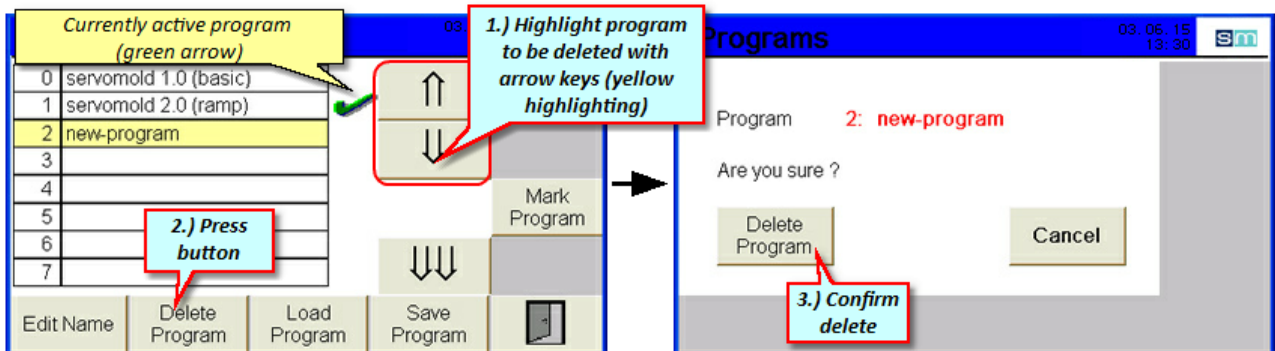 Currently active program
(green arrow)
03.
1.) Highlight program
to be deleted with
arrow keys (yellow
highlighting)
0 servomold 1.0 (basic)
1 servomold 2.0 (ramp)
2 new-program
3
4
5
6
7
⇑
⇓
⇓⇓
Mark
Program
2.) Press
button
Edit Name
Delete
Program
Load
Program
Save
Program
Programs
03. 06. 15
13: 30
sm
Program 2: new-program
Are you sure ?
Delete
Program
Cancel
3.) Confirm
delete